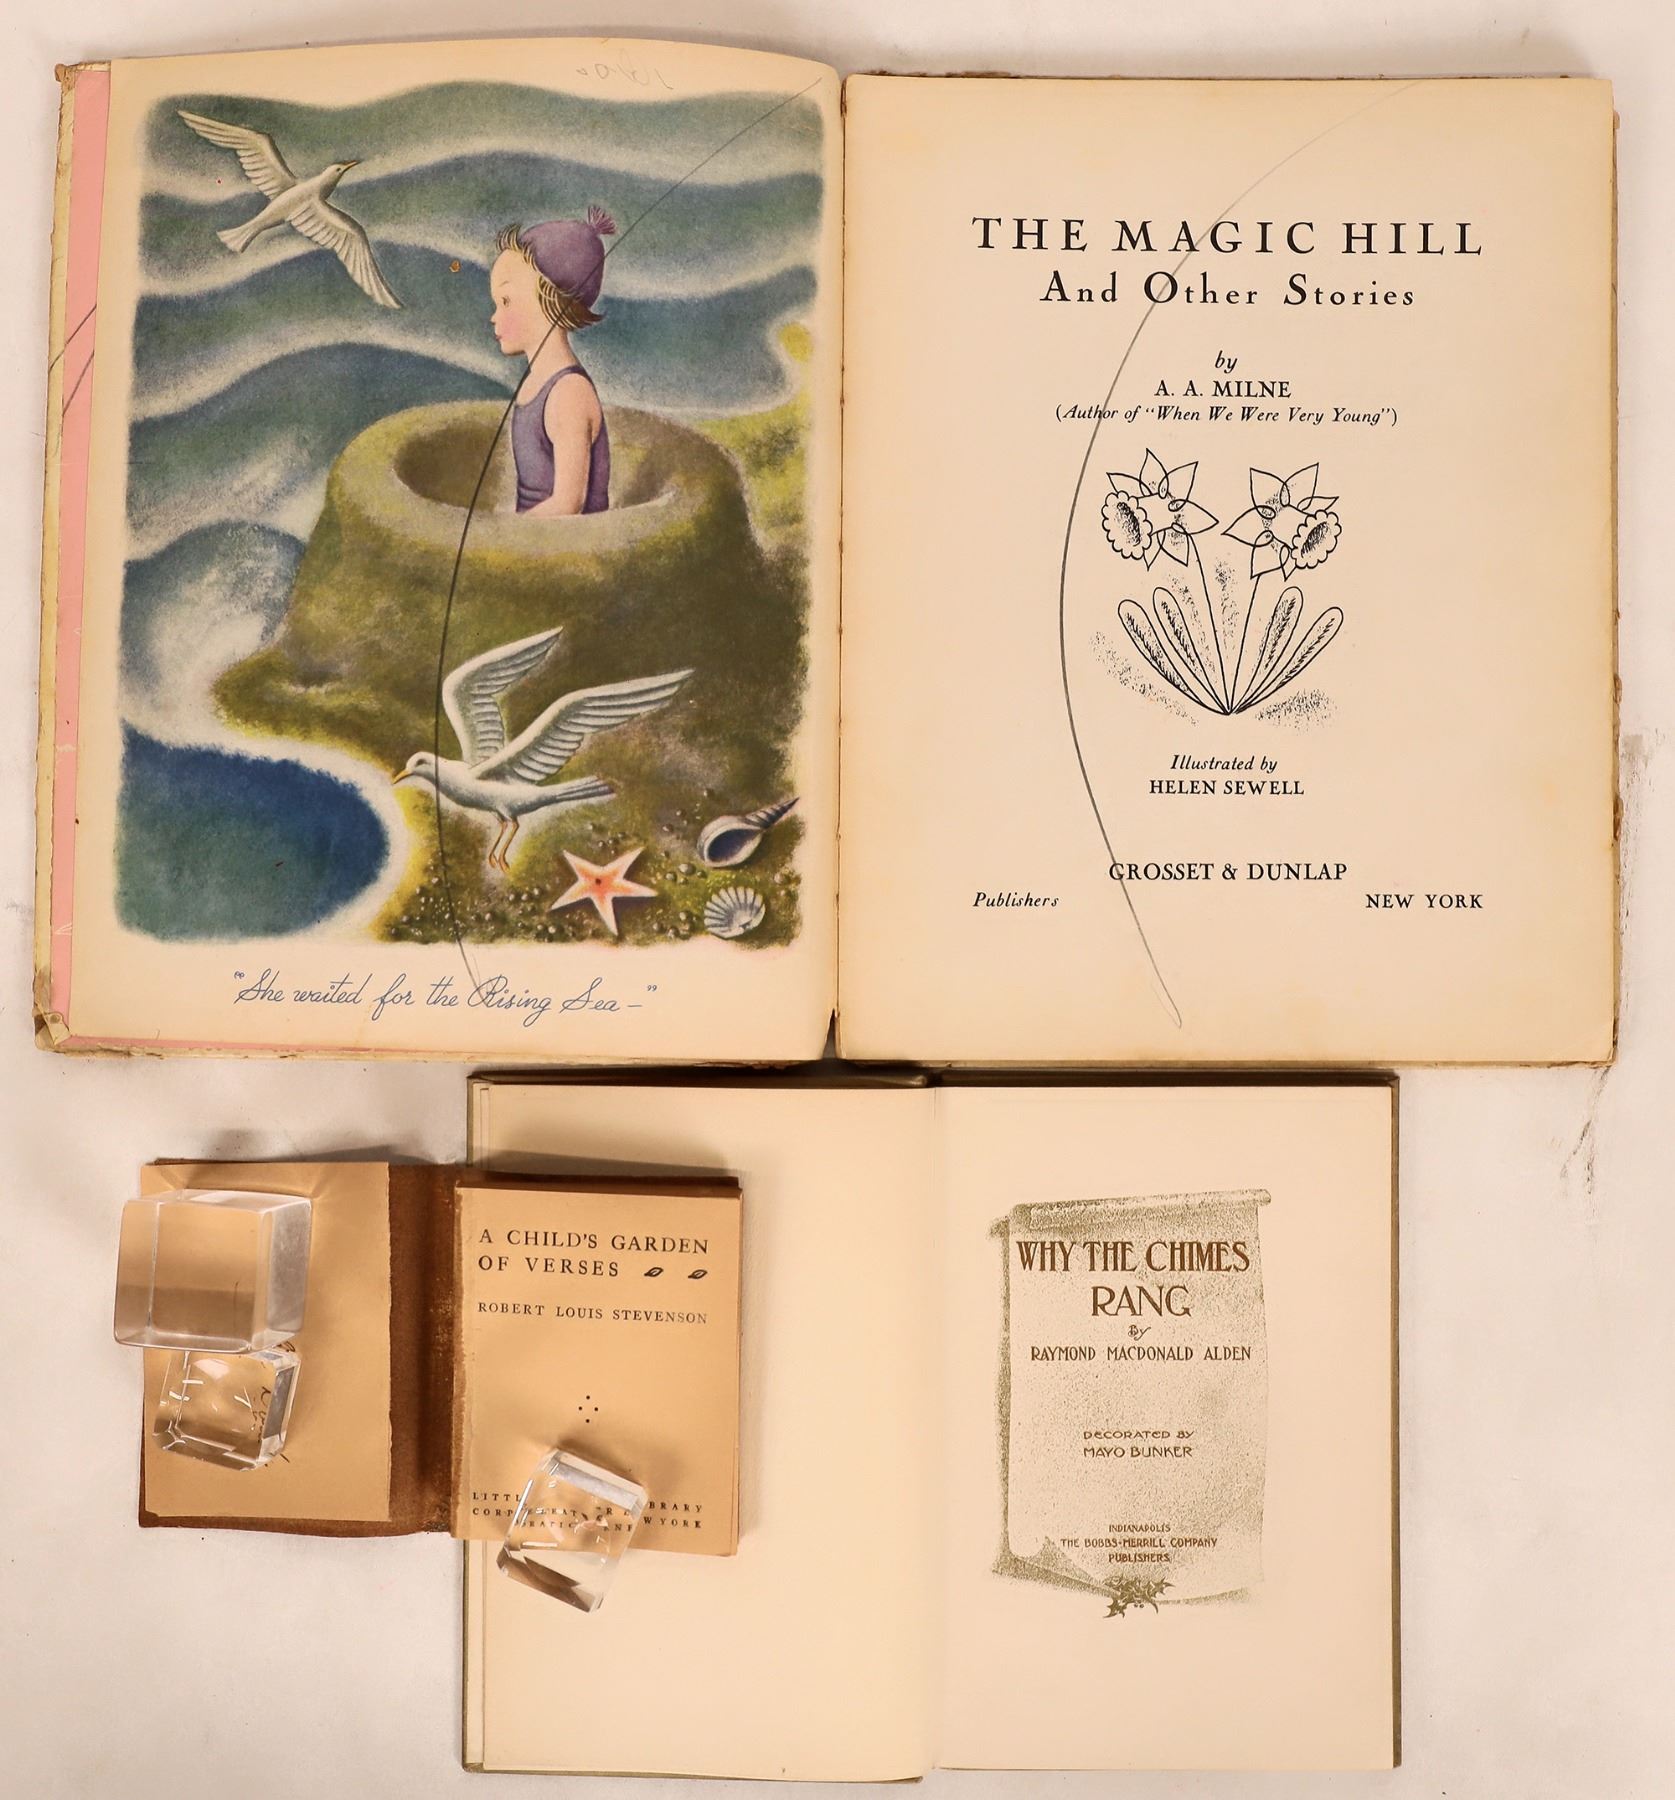 "She waited for the Rising Sea—"
THE MAGIC HILL
And Other Stories
by
A. A. MILNE
(Author of "When We Were Very Young")
Illustrated by
HELEN SEWELL
GROSSET & DUNLAP
Publishers NEW YORK
A CHILD'S GARDEN
OF VERSES
ROBERT LOUIS STEVENSON
WHY THE CHIMES
RANG
By
RAYMOND MACDONALD ALDEN
DECORATED BY
MAYO BUNKER
INDIANAPOLIS
THE BOBBS-MERRILL COMPANY
PUBLISHERS